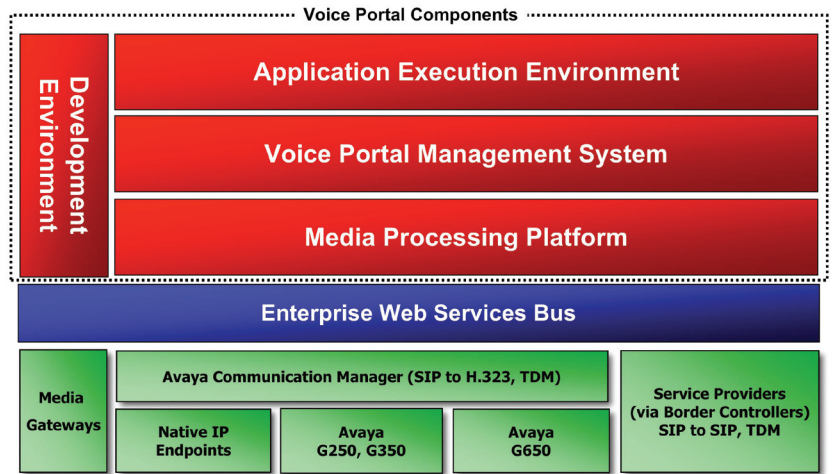 Voice Portal Components
Development
Environment
Application Execution Environment
Voice Portal Management System
Media Processing Platform
Enterprise Web Services Bus
Media
Gateways
Avaya Communication Manager (SIP to H.323, TDM)
Native IP
Endpoints
Avaya
G250, G350
Avaya
G650
Service Providers
(via Border Controllers)
SIP to SIP, TDM